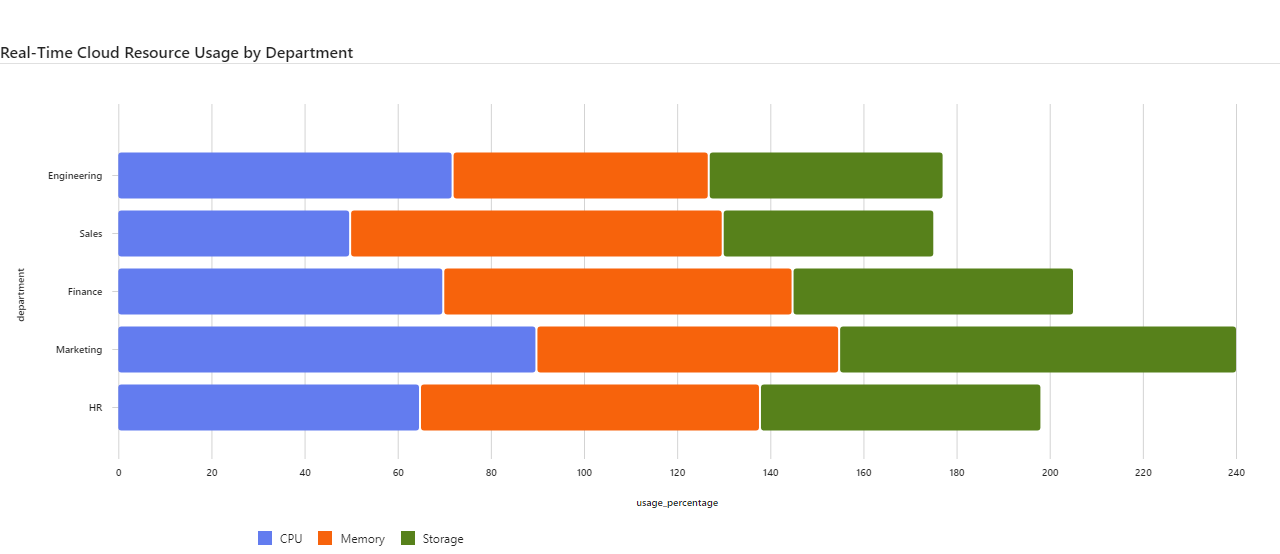 Real-Time Cloud Resource Usage by Department
Engineering
Sales
Finance
Marketing
HR
department
0 20 40 60 80 100 120 140 160 180 200 220 240
usage_percentage
CPU Memory Storage